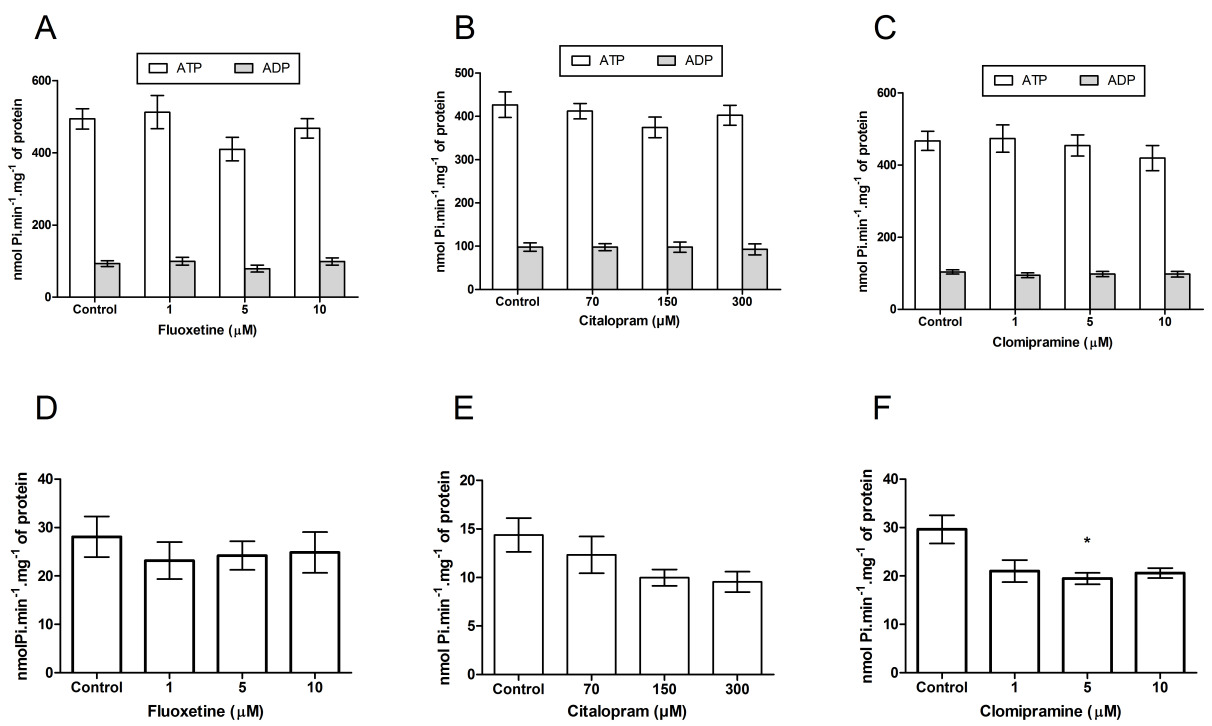 A
ATP ADP
nmol Pi.min⁻¹.mg⁻¹ of protein
600
400
200
0
Control 1 5 10
Fluoxetine (μM)
B
ATP ADP
nmol Pi.min⁻¹.mg⁻¹ of protein
500
400
300
200
100
0
Control 70 150 300
Citalopram (µM)
C
ATP ADP
nmol Pi.min⁻¹.mg⁻¹ of protein
600
400
200
0
Control 1 5 10
Clomipramine (μM)
D
nmolPi.min⁻¹.mg⁻¹ of protein
40
30
20
10
0
Control 1 5 10
Fluoxetine (μM)
E
nmol Pi.min⁻¹.mg⁻¹ of protein
20
15
10
5
0
Control 70 150 300
Citalopram (µM)
F
nmol Pi.min⁻¹.mg⁻¹ of protein
40
30
20
10
0
*
Control 1 5 10
Clomipramine (μM)